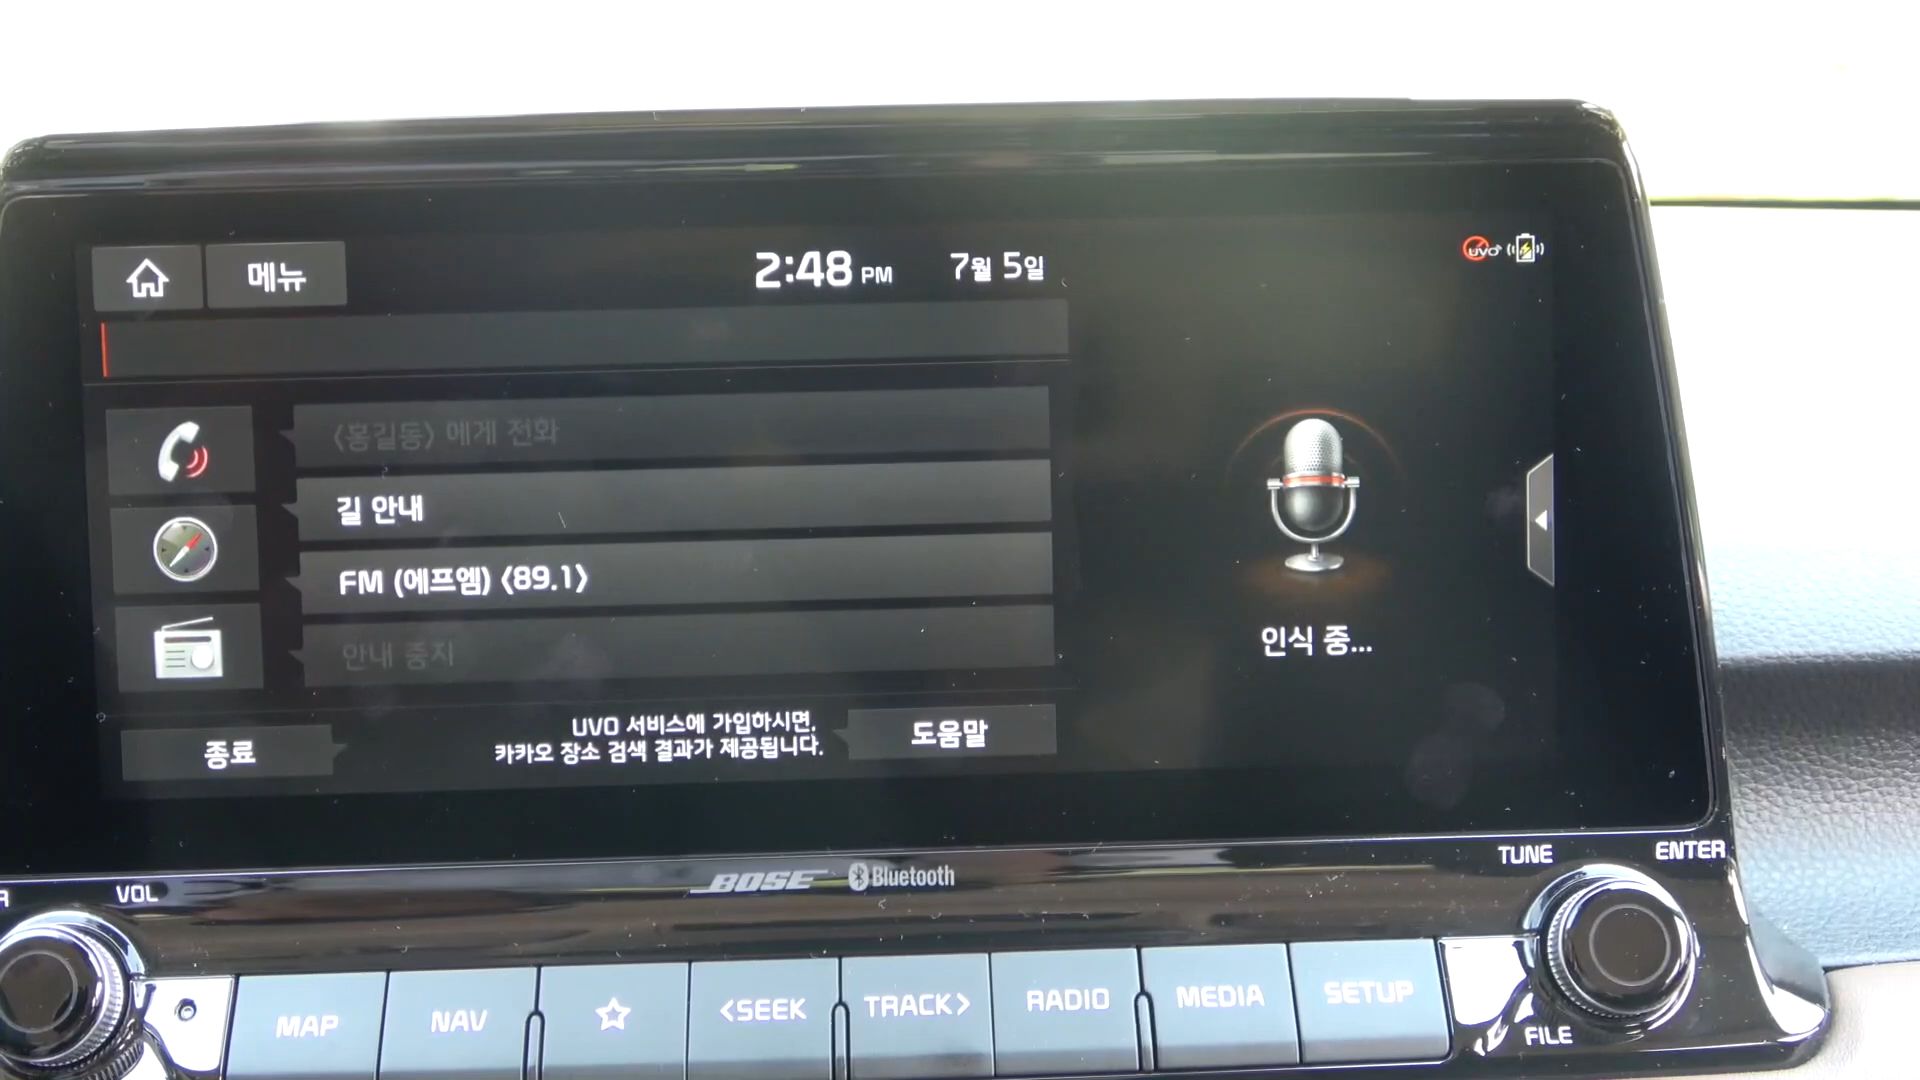 메뉴
2:48 PM 7월 5일
UVO
<홍길동> 에게 전화
길 안내
FM (에프엠) <89.1>
안내 중지
인식 중...
종료
UVO 서비스에 가입하시면,
카카오 장소 검색 결과가 제공됩니다.
도움말
BOSE Bluetooth
VOL
TUNE
ENTER
MAP
NAV
<SEEK
TRACK>
RADIO
MEDIA
SETUP
FILE